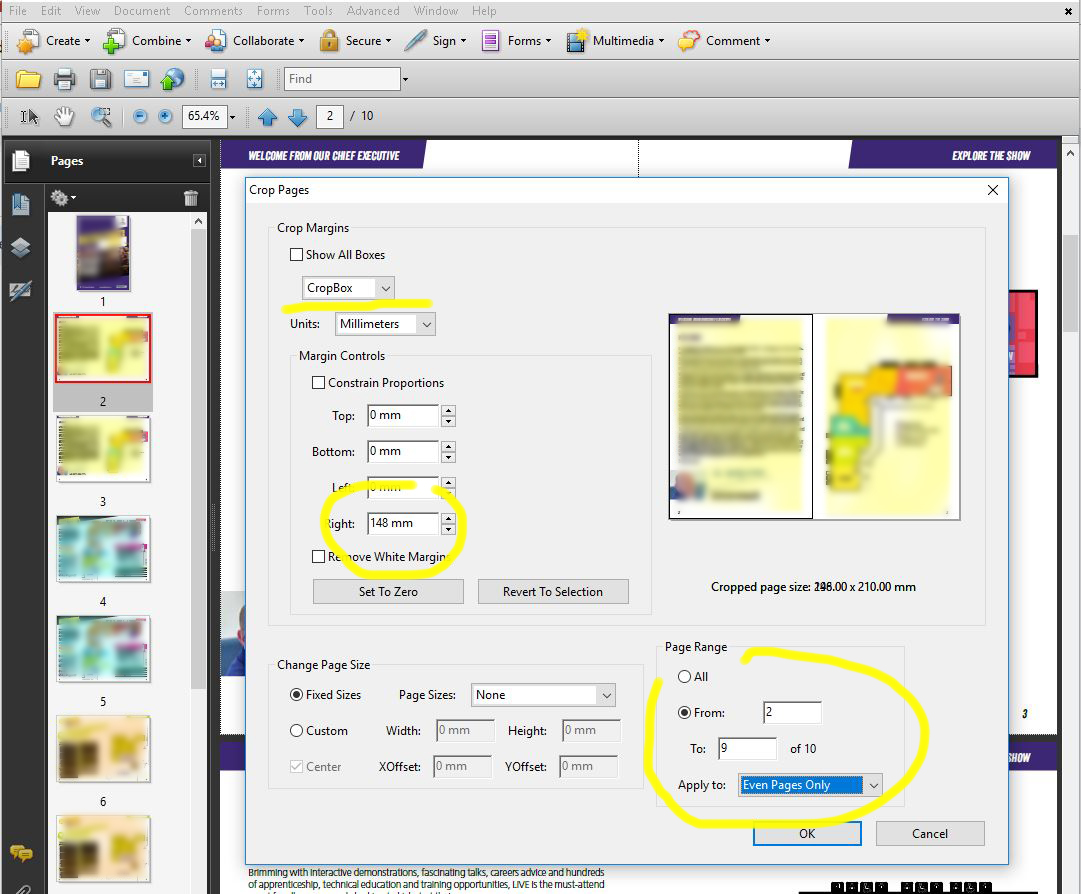 File Edit View Document Comments Forms Tools Advanced Window Help
Create Combine Collaborate Secure Sign Forms Multimedia Comment
Find
65.4% 2 / 10
Pages
WELCOME FROM OUR CHIEF EXECUTIVE
EXPLORE THE SHOW
1
2
3
4
5
6
Crop Pages
Crop Margins
Show All Boxes
CropBox
Units: Millimeters
Margin Controls
Constrain Proportions
Top: 0 mm
Bottom: 0 mm
Left: 0 mm
Right: 148 mm
Remove White Margins
Set To Zero Revert To Selection
Cropped page size: x 210.00 mm
Change Page Size
Fixed Sizes Page Sizes: None
Custom Width: 0 mm Height: 0 mm
Center XOffset: 0 mm YOffset: 0 mm
Page Range
All
From: 2
To: 9 of 10
Apply to: Even Pages Only
OK Cancel
3
SHOW
Brimming with interactive demonstrations, fascinating talks, careers advice and hundreds
of apprenticeship, technical education and training opportunities, LIVE is the must-attend